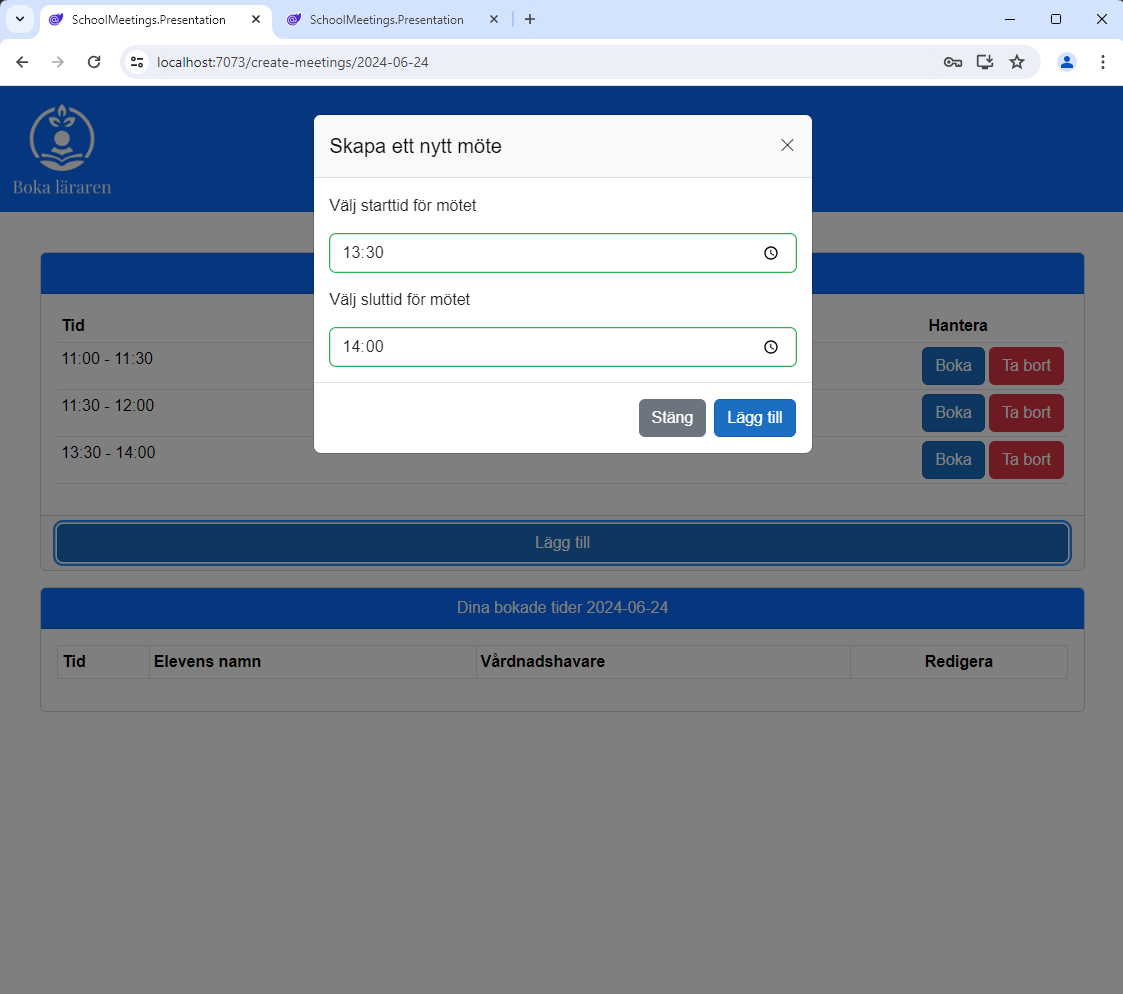 SchoolMeetings.Presentation
SchoolMeetings.Presentation
localhost:7073/create-meetings/2024-06-24
Boka läraren
Skapa ett nytt möte
Välj starttid för mötet
13:30
Välj sluttid för mötet
14:00
Stäng Lägg till
Tid Hantera
11:00 - 11:30 Boka Ta bort
11:30 - 12:00 Boka Ta bort
13:30 - 14:00 Boka Ta bort
Lägg till
Dina bokade tider 2024-06-24
Tid Elevens namn Vårdnadshavare Redigera